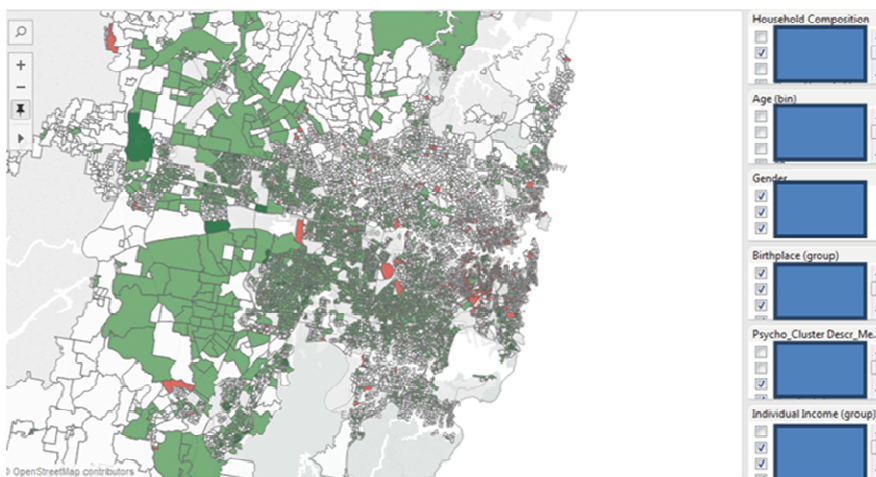 Household Composition
Age (bin)
Gender
Birthplace (group)
Psycho_Cluster Descr_Me...
Individual Income (group)
© OpenStreetMap contributors